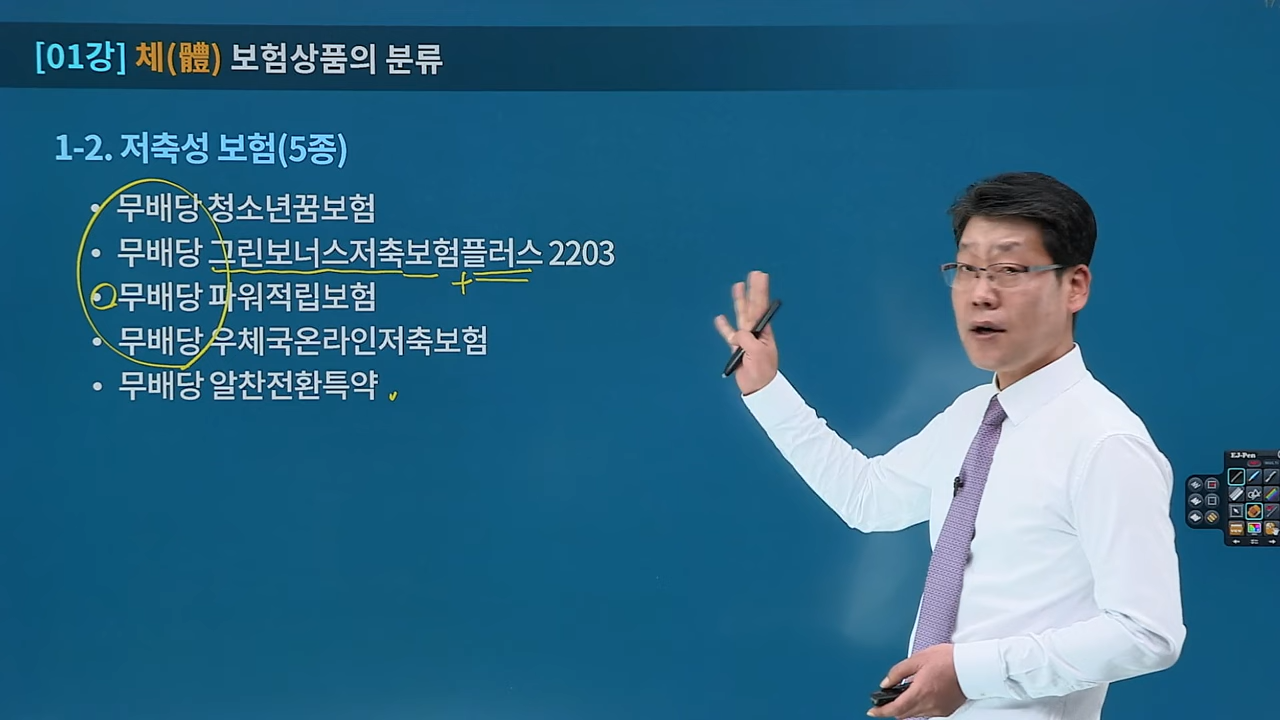 [01강] 체(體) 보험상품의 분류
1-2. 저축성 보험(5종)
• 무배당 청소년꿈보험
• 무배당 그린보너스저축보험플러스 2203
• 무배당 파워적립보험
• 무배당 우체국온라인저축보험
• 무배당 알찬전환특약
EJ-Pen